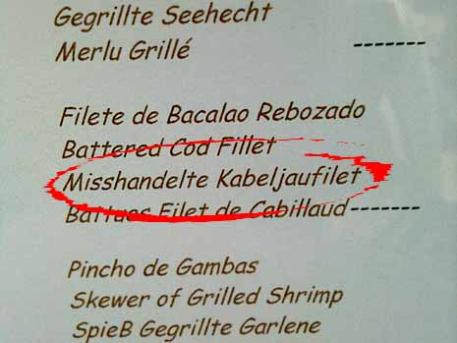 Gegrillte Seehecht
Merlu Grillé -------
Filete de Bacalao Rebozado
Battered Cod Fillet
Misshandelte Kabeljaufilet
Battues Filet de Cabillaud-------
Pincho de Gambas
Skewer of Grilled Shrimp
SpieB Gegrillte Garlene